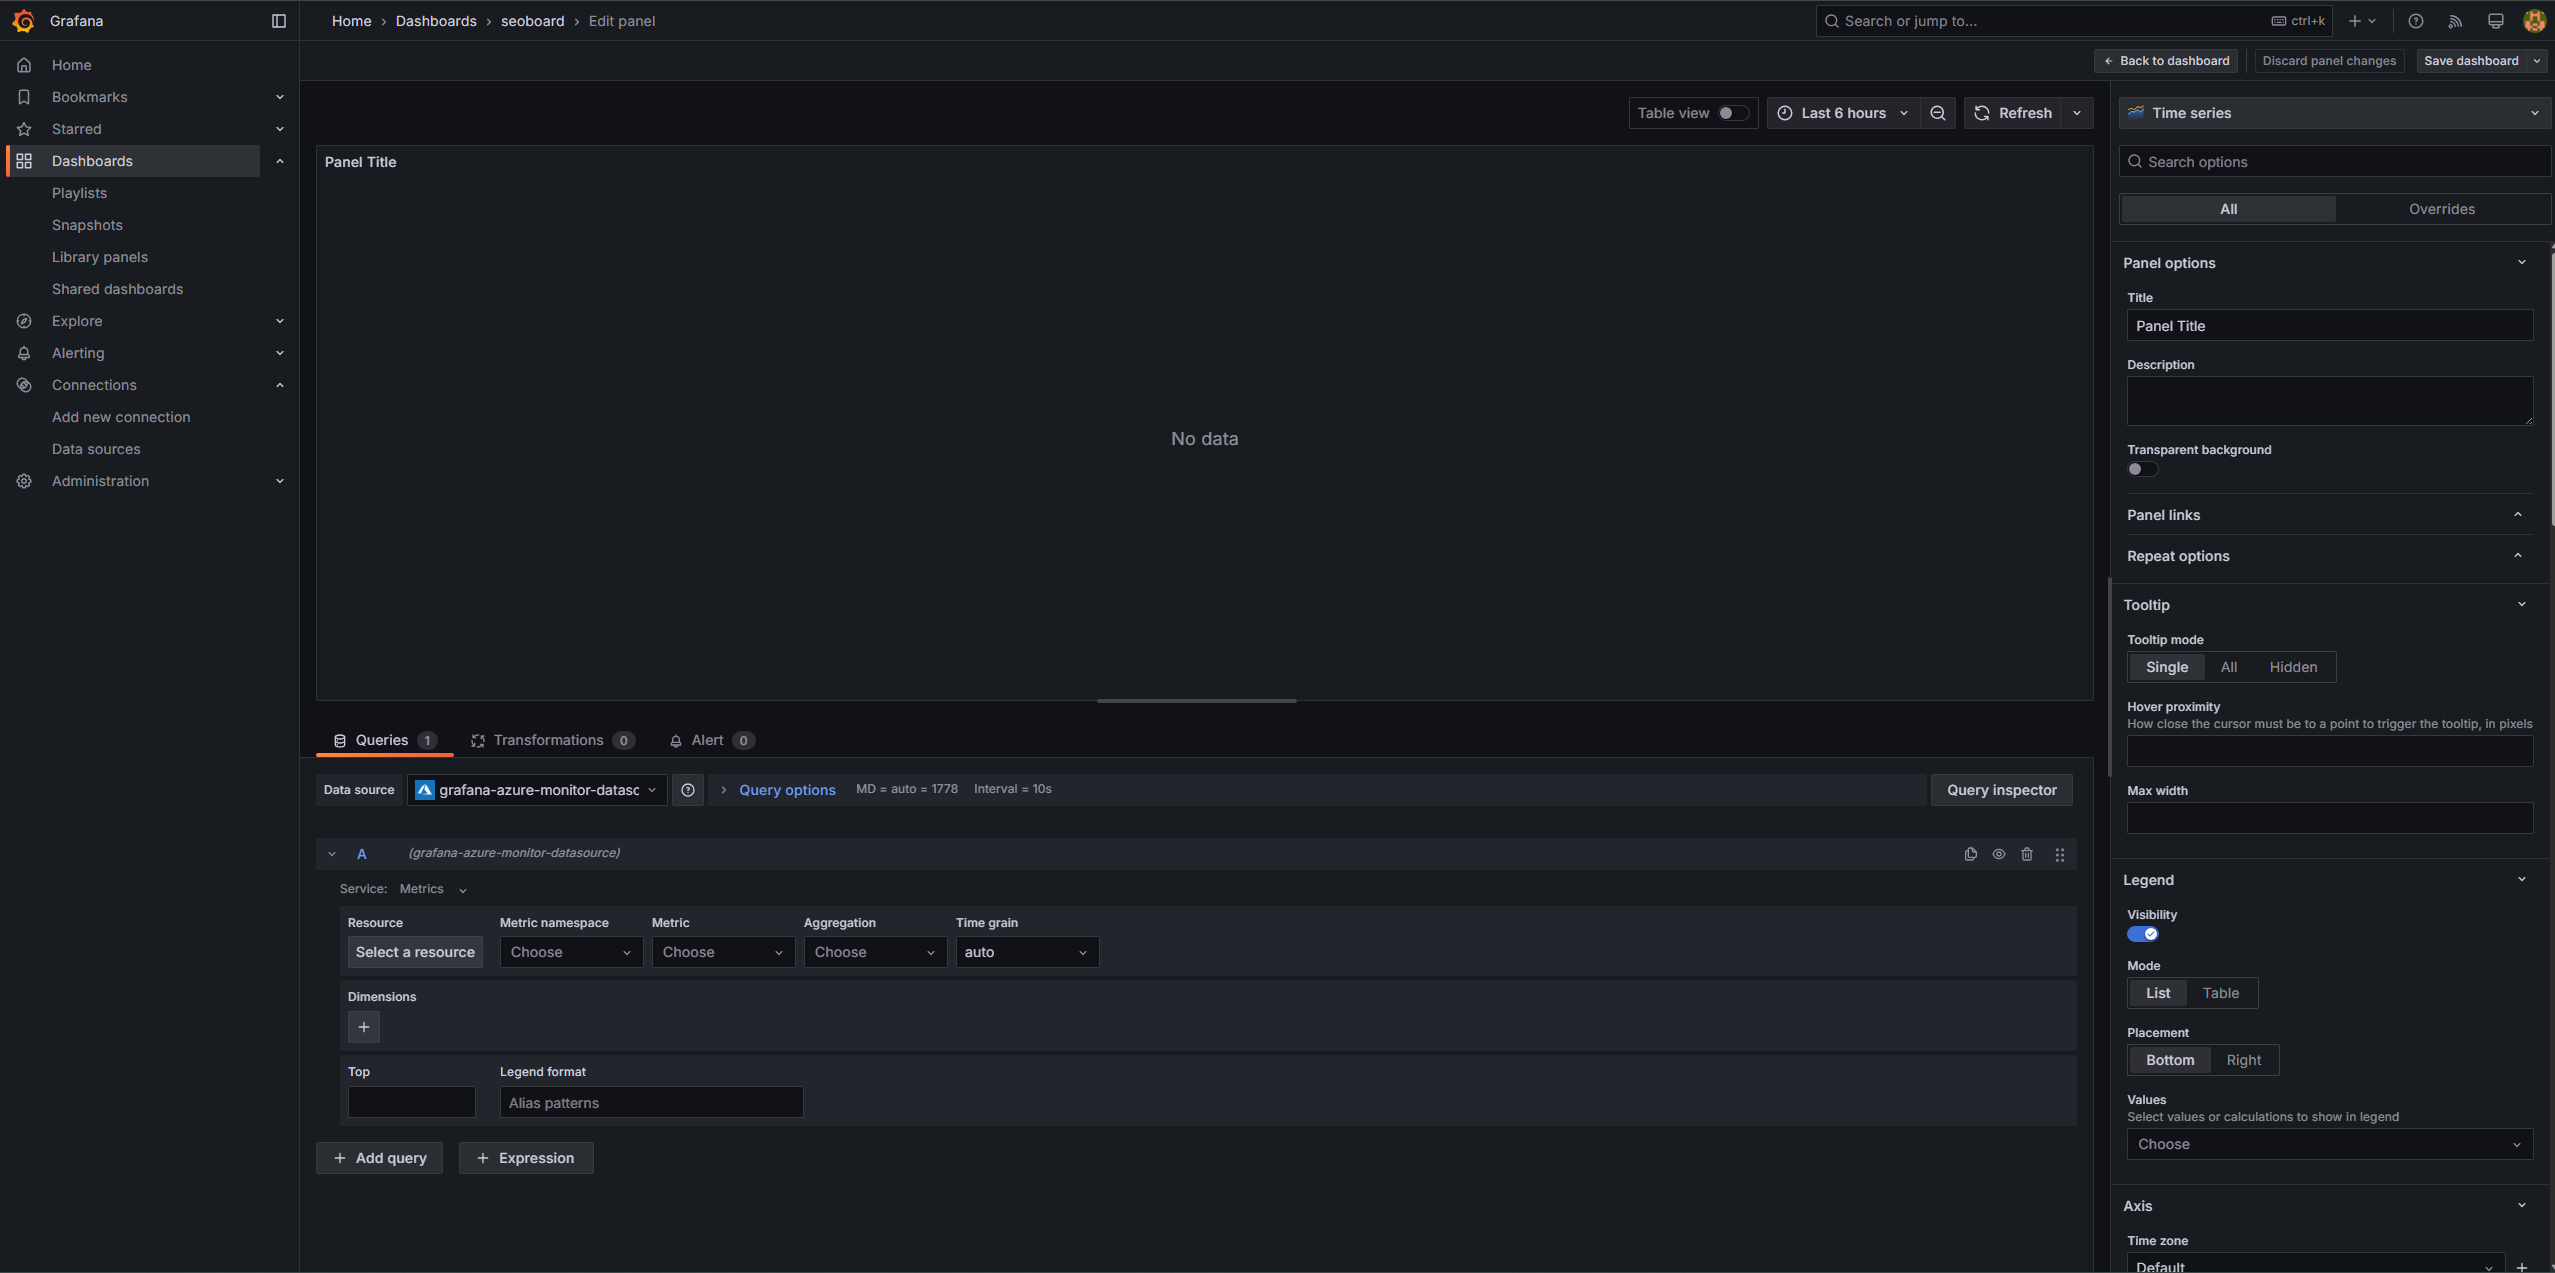 Grafana
Home › Dashboards › seoboard › Edit panel
Search or jump to...
ctrl+k
Back to dashboard
Discard panel changes
Save dashboard
Home
Bookmarks
Starred
Dashboards
Playlists
Snapshots
Library panels
Shared dashboards
Explore
Alerting
Connections
Add new connection
Data sources
Administration
Table view
Last 6 hours
Refresh
Panel Title
No data
Queries 1
Transformations 0
Alert 0
Data source
grafana-azure-monitor-datasc
Query options
MD = auto = 1778
Interval = 10s
Query inspector
A
(grafana-azure-monitor-datasource)
Service: Metrics
Resource
Metric namespace
Metric
Aggregation
Time grain
Select a resource
Choose
Choose
Choose
auto
Dimensions
+
Top
Legend format
Alias patterns
+ Add query
+ Expression
Time series
Search options
All
Overrides
Panel options
Title
Panel Title
Description
Transparent background
Panel links
Repeat options
Tooltip
Tooltip mode
Single
All
Hidden
Hover proximity
How close the cursor must be to a point to trigger the tooltip, in pixels
Max width
Legend
Visibility
Mode
List
Table
Placement
Bottom
Right
Values
Select values or calculations to show in legend
Choose
Axis
Time zone
Default